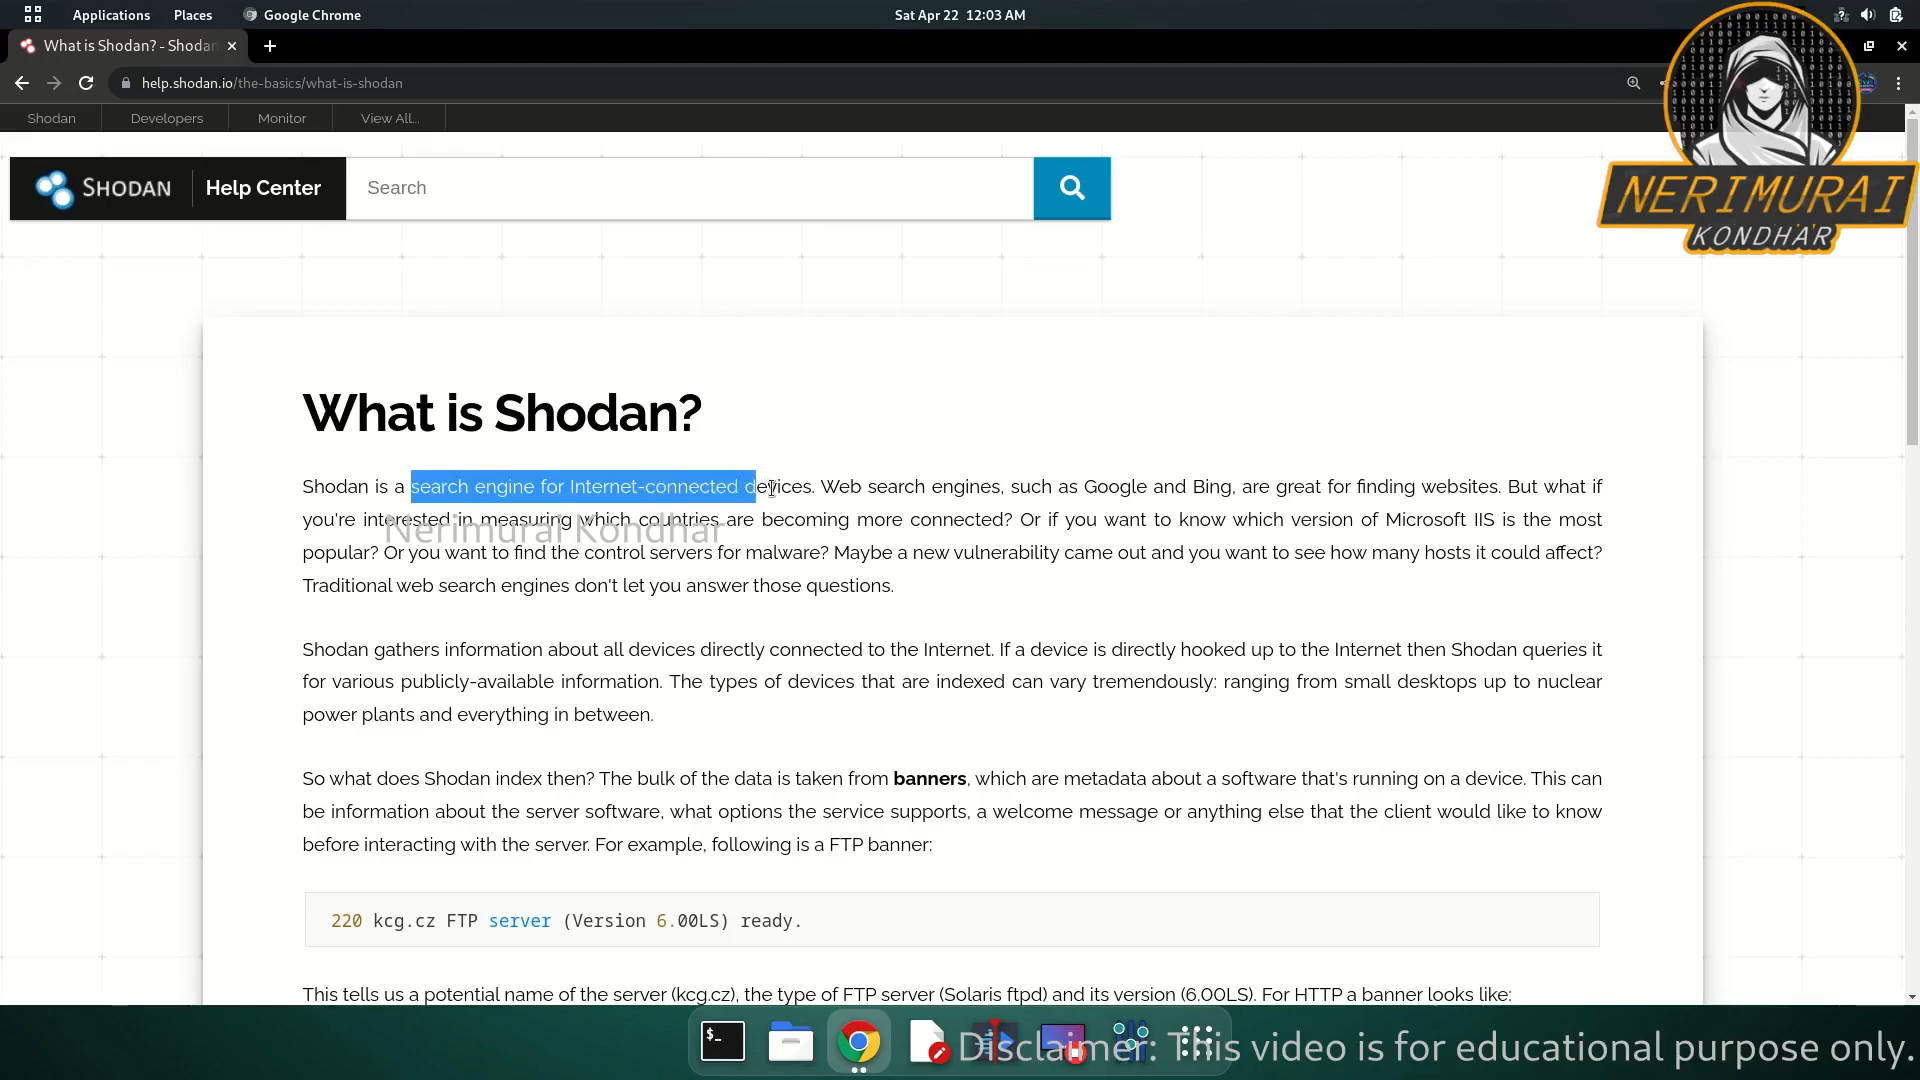 Applications Places Google Chrome Sat Apr 22 12:03 AM
What is Shodan? - Shodan
help.shodan.io/the-basics/what-is-shodan
Shodan Developers Monitor View All...
SHODAN Help Center Search
NERIMURAI
KONDHAR
What is Shodan?
Shodan is a search engine for Internet-connected devices. Web search engines, such as Google and Bing, are great for finding websites. But what if
you're interested in measuring which countries are becoming more connected? Or if you want to know which version of Microsoft IIS is the most
Nerimurai Kondhar
popular? Or you want to find the control servers for malware? Maybe a new vulnerability came out and you want to see how many hosts it could affect?
Traditional web search engines don't let you answer those questions.
Shodan gathers information about all devices directly connected to the Internet. If a device is directly hooked up to the Internet then Shodan queries it
for various publicly-available information. The types of devices that are indexed can vary tremendously: ranging from small desktops up to nuclear
power plants and everything in between.
So what does Shodan index then? The bulk of the data is taken from banners, which are metadata about a software that's running on a device. This can
be information about the server software, what options the service supports, a welcome message or anything else that the client would like to know
before interacting with the server. For example, following is a FTP banner:
220 kcg.cz FTP server (Version 6.00LS) ready.
This tells us a potential name of the server (kcg.cz), the type of FTP server (Solaris ftpd) and its version (6.00LS). For HTTP a banner looks like:
$_
Disclaimer: This video is for educational purpose only.